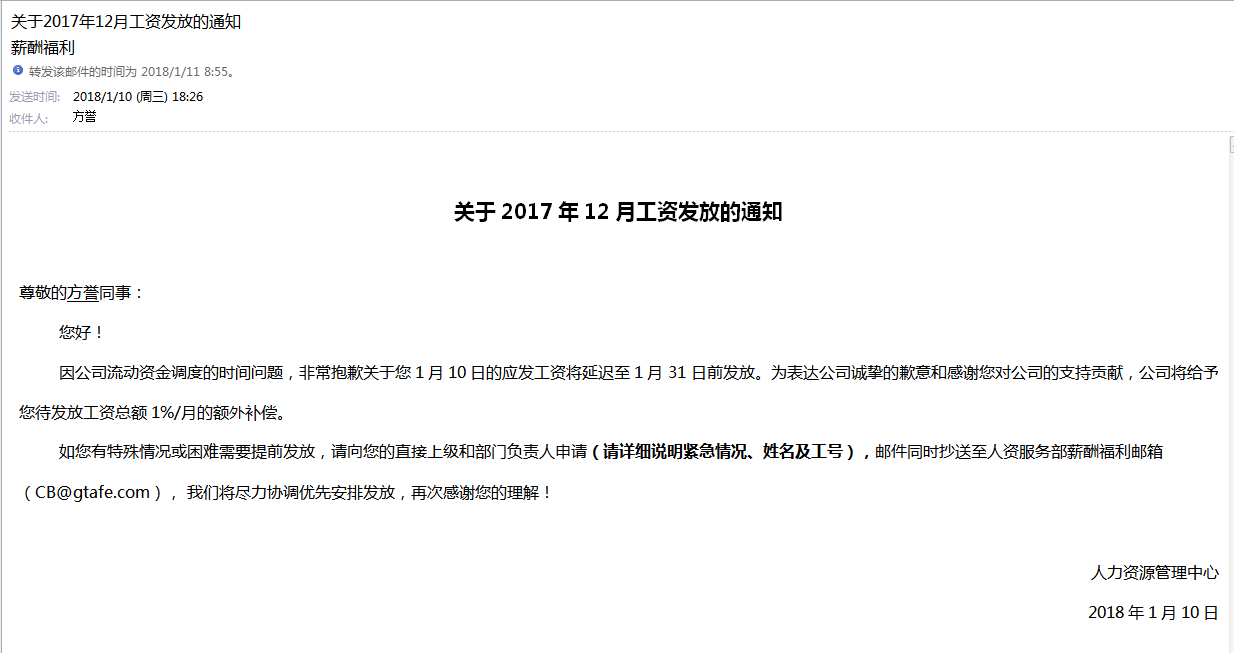 关于2017年12月工资发放的通知
薪酬福利
转发该邮件的时间为 2018/1/11 8:55。
发送时间: 2018/1/10 (周三) 18:26
收件人: 方誉
关于 2017 年 12 月工资发放的通知
尊敬的方誉同事：
您好！
因公司流动资金调度的时间问题，非常抱歉关于您 1 月 10 日的应发工资将延迟至 1 月 31 日前发放。为表达公司诚挚的歉意和感谢您对公司的支持贡献，公司将给予
您待发放工资总额 1%/月的额外补偿。
如您有特殊情况或困难需要提前发放，请向您的直接上级和部门负责人申请（请详细说明紧急情况、姓名及工号），邮件同时抄送至人资服务部薪酬福利邮箱
（CB@gtafe.com），我们将尽力协调优先安排发放，再次感谢您的理解！
人力资源管理中心
2018 年 1 月 10 日